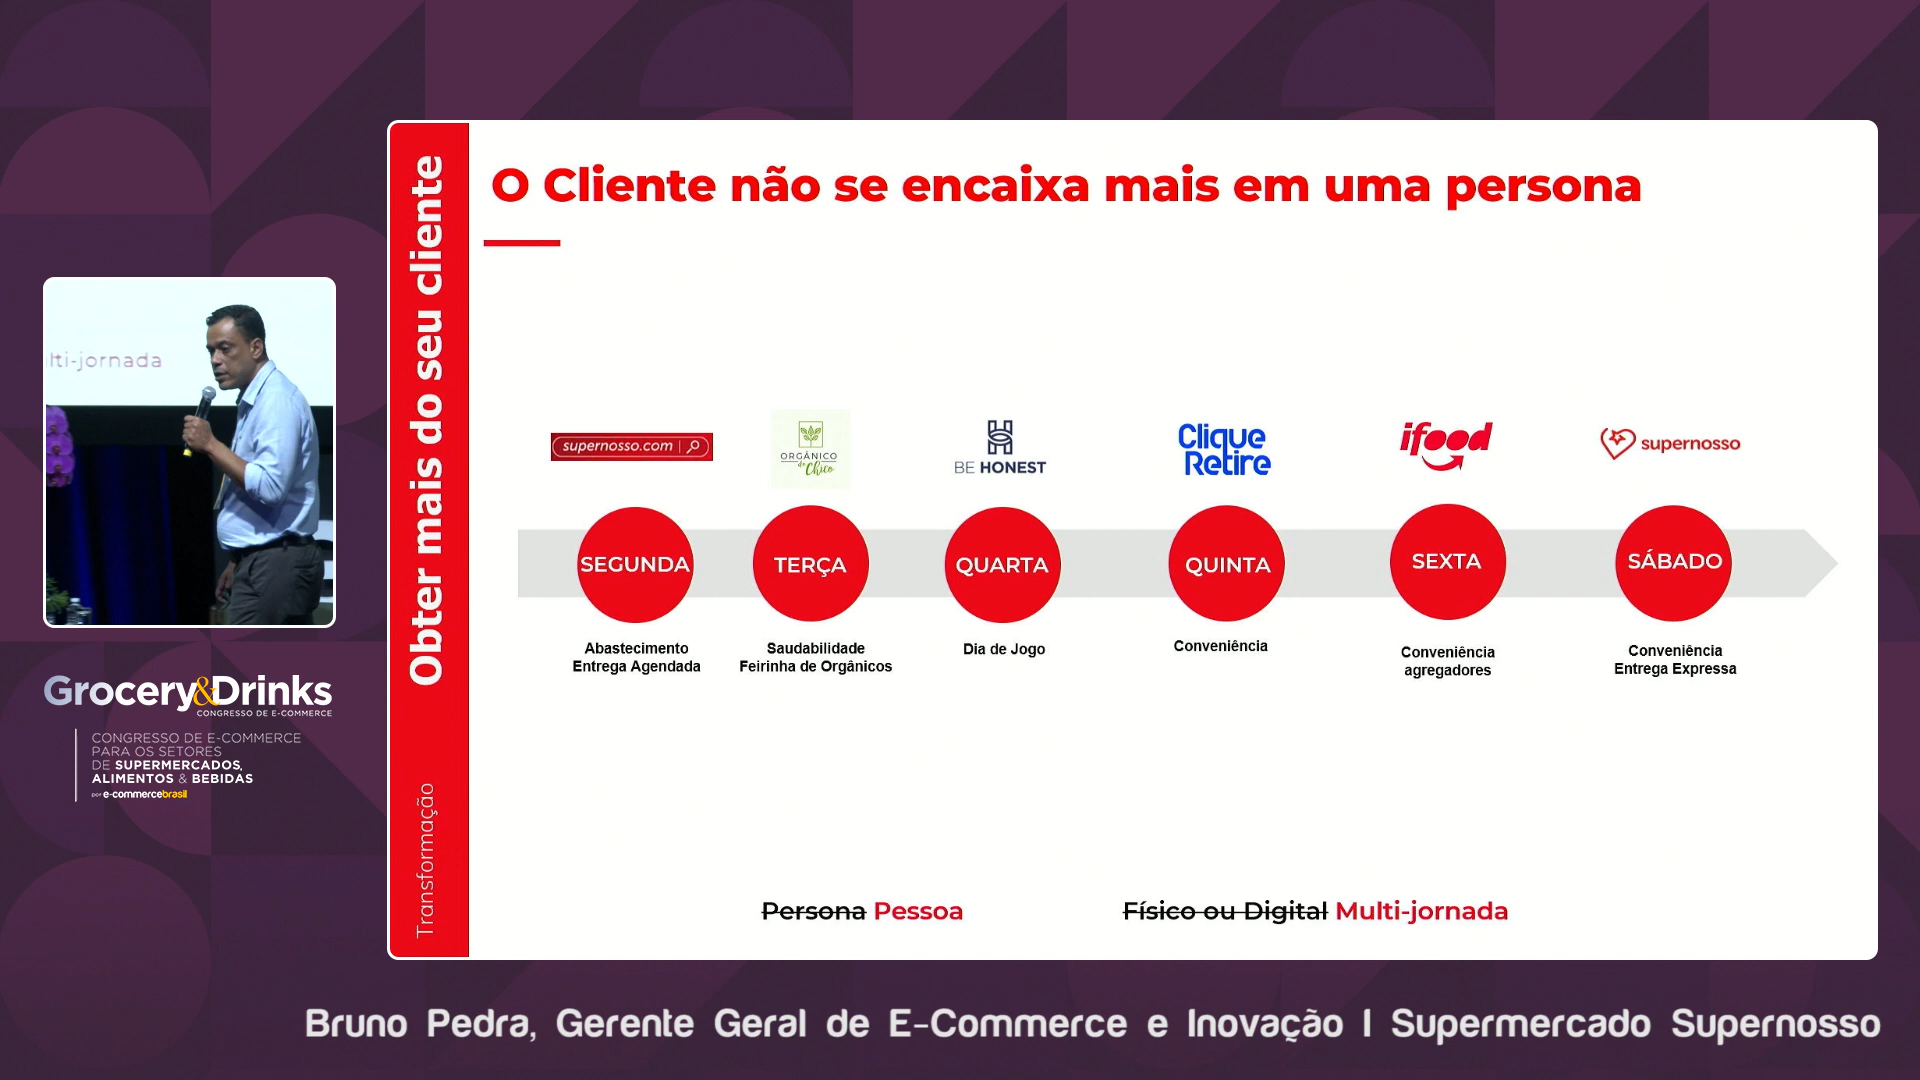 O Cliente não se encaixa mais em uma persona
Obter mais do seu cliente
Transformação
lti-jornada
supernosso.com
ORGÂNICO
do Chico
BE HONEST
Clique
Retire
ifood
supernosso
SEGUNDA
TERÇA
QUARTA
QUINTA
SEXTA
SÁBADO
Abastecimento
Entrega Agendada
Saudabilidade
Feirinha de Orgânicos
Dia de Jogo
Conveniência
Conveniência
agregadores
Conveniência
Entrega Expressa
Persona Pessoa
Físico ou Digital Multi-jornada
Grocery&Drinks
CONGRESSO DE E-COMMERCE
CONGRESSO DE E-COMMERCE
PARA OS SETORES
DE SUPERMERCADOS,
ALIMENTOS & BEBIDAS
por e-commercebrasil
Bruno Pedra, Gerente Geral de E-Commerce e Inovação | Supermercado Supernosso